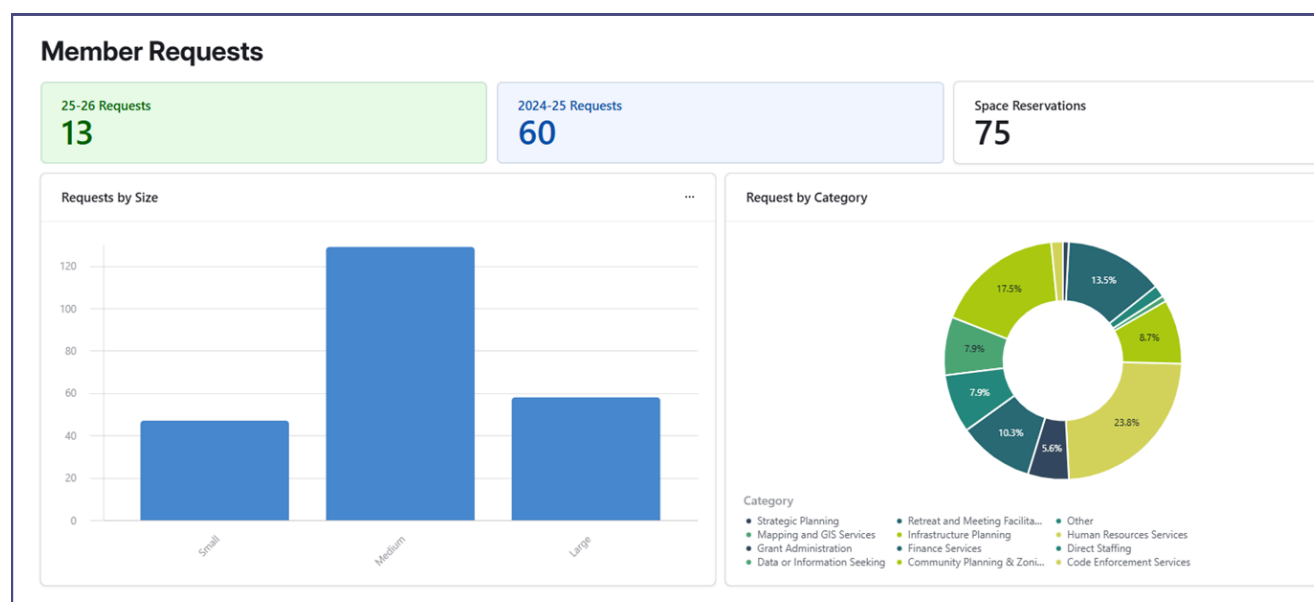 Member Requests
25-26 Requests
13
2024-25 Requests
60
Space Reservations
75
Requests by Size
...
Request by Category
120
100
80
60
40
20
0
Small
Medium
Large
13.5%
8.7%
23.8%
5.6%
10.3%
7.9%
7.9%
17.5%
Category
Strategic Planning
Retreat and Meeting Facilita...
Other
Mapping and GIS Services
Infrastructure Planning
Human Resources Services
Grant Administration
Finance Services
Direct Staffing
Data or Information Seeking
Community Planning & Zoni...
Code Enforcement Services